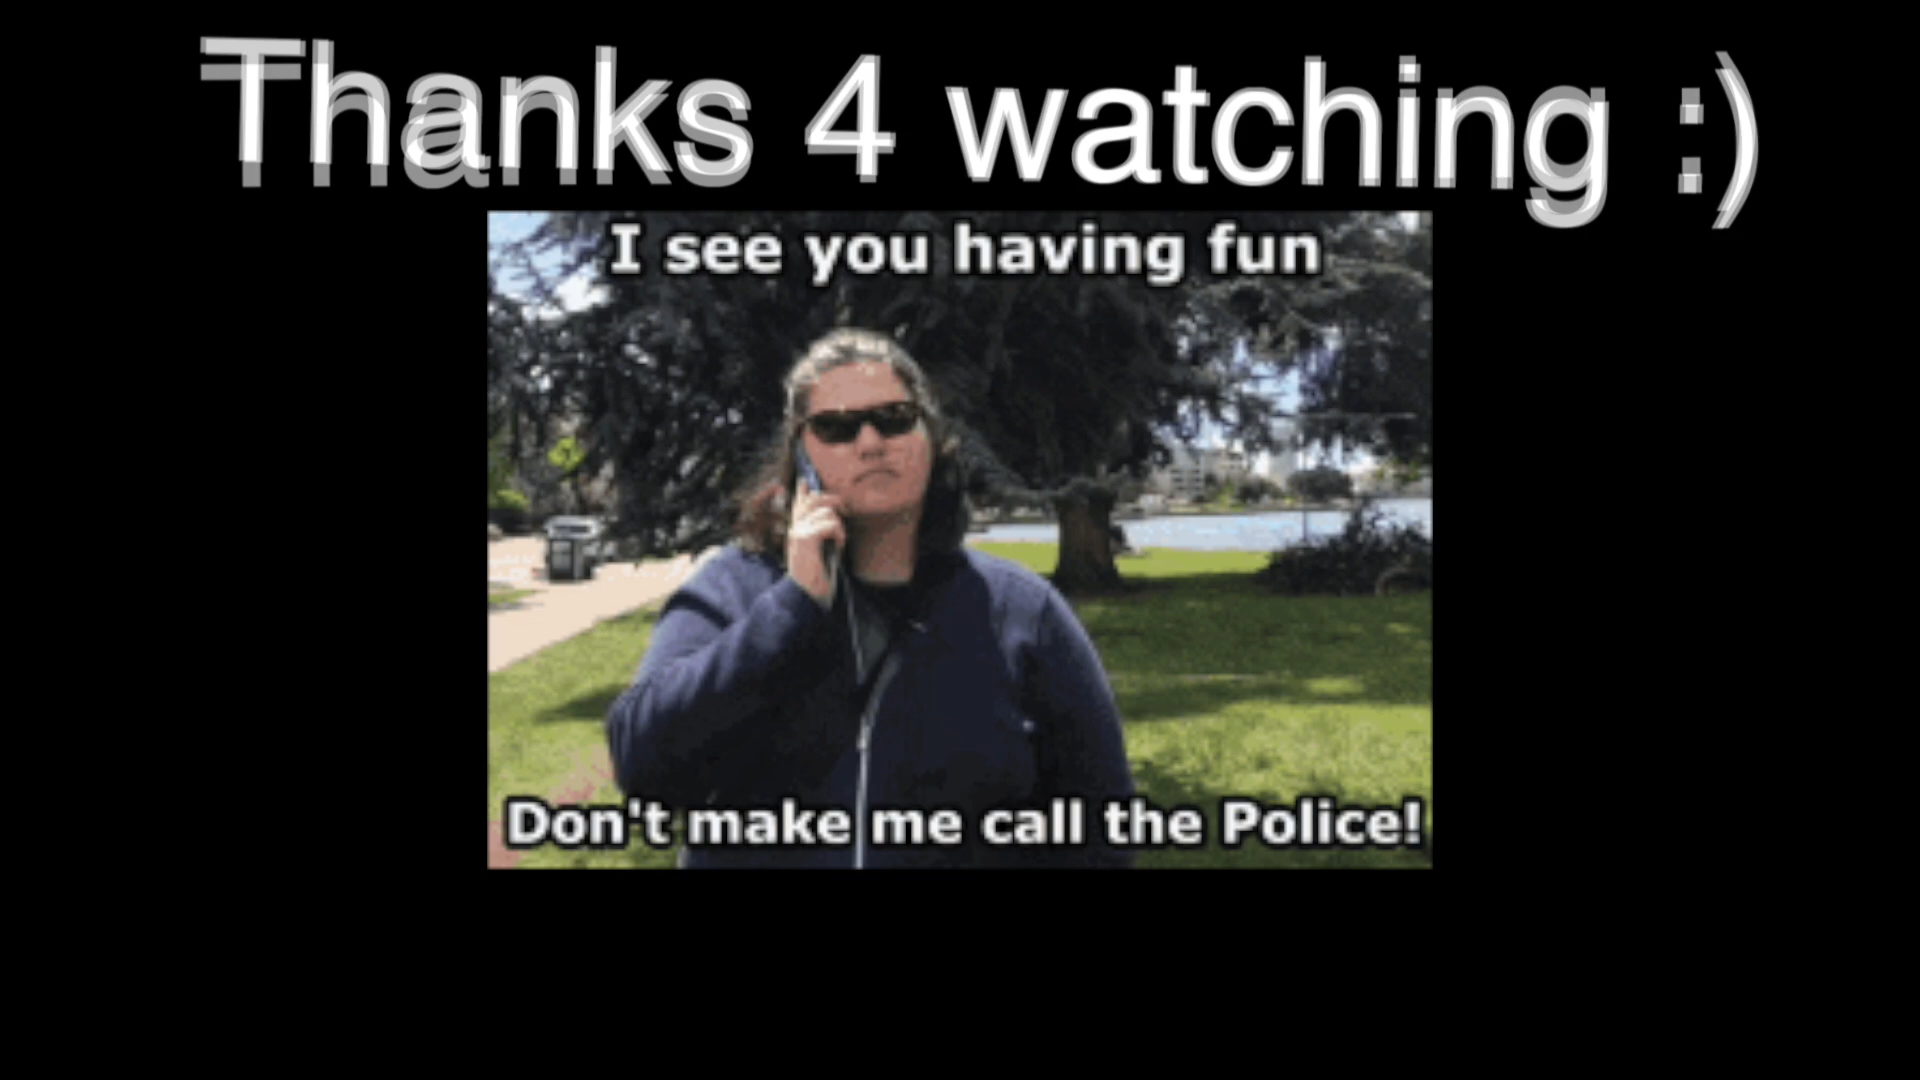 Thanks 4 watching :)
I see you having fun
Don't make me call the Police!